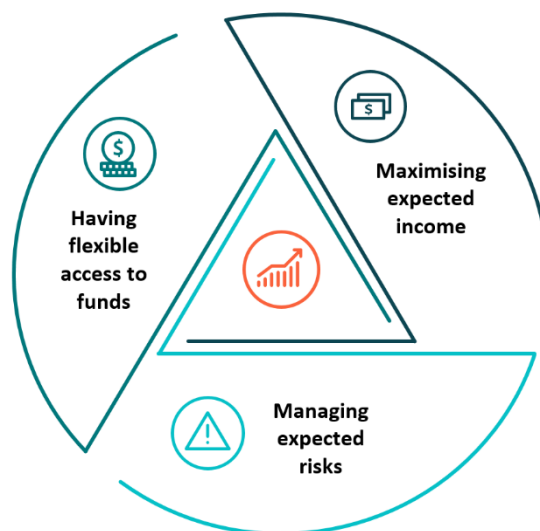 $
Maximising
expected
income
$
Having
flexible
access to
funds
Managing
expected
risks
!